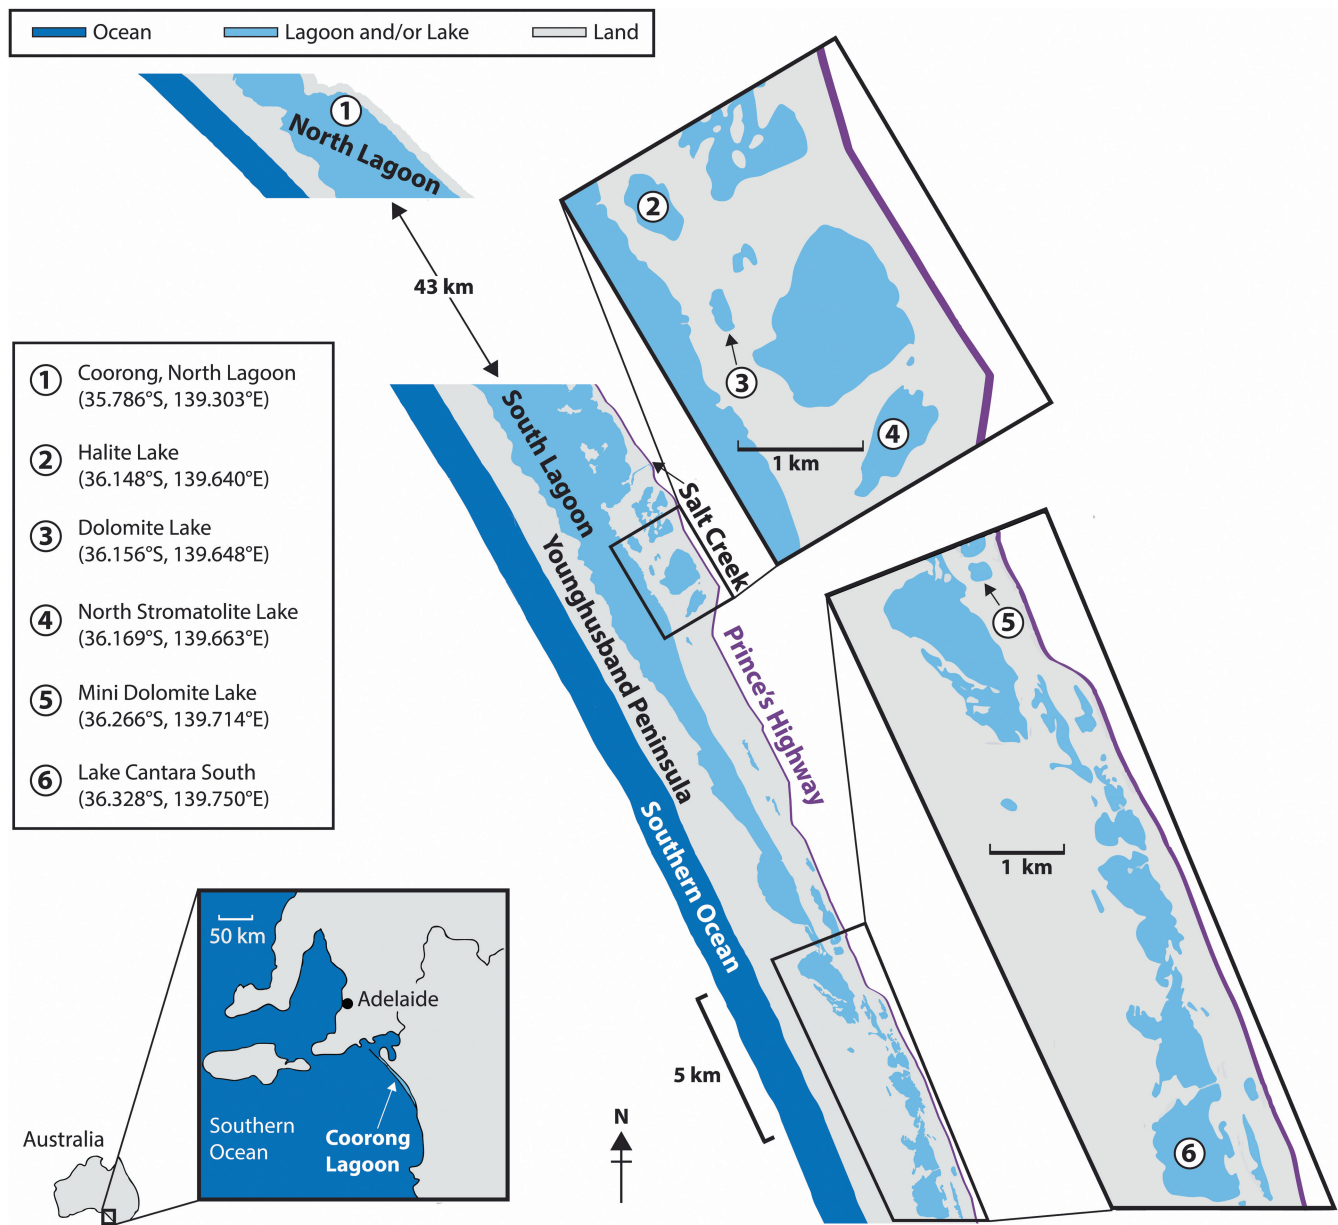 Ocean
Lagoon and/or Lake
Land
1
North Lagoon
43 km
1
Coorong, North Lagoon
(35.786°S, 139.303°E)
2
Halite Lake
(36.148°S, 139.640°E)
3
Dolomite Lake
(36.156°S, 139.648°E)
4
North Stromatolite Lake
(36.169°S, 139.663°E)
5
Mini Dolomite Lake
(36.266°S, 139.714°E)
6
Lake Cantara South
(36.328°S, 139.750°E)
2
3
4
1 km
South Lagoon
Salt Creek
Younghusband Peninsula
Prince's Highway
Southern Ocean
5
1 km
6
5 km
N
50 km
Adelaide
Southern
Ocean
Coorong
Lagoon
Australia